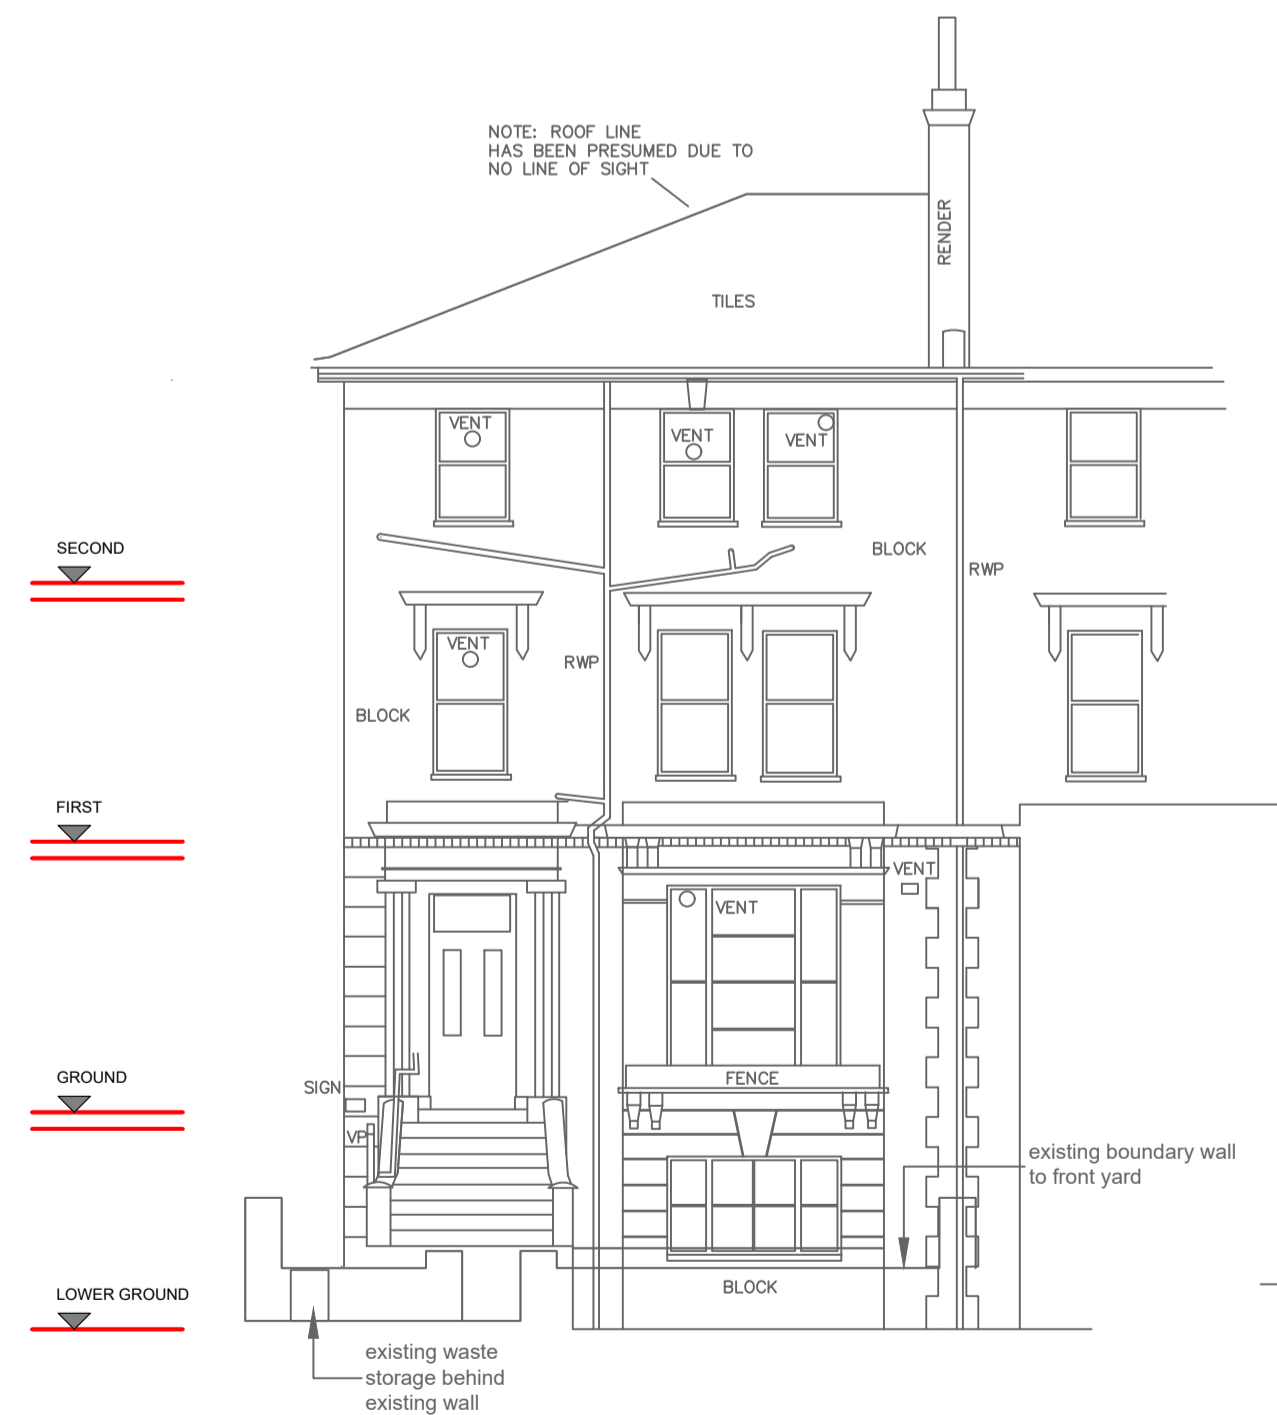 NOTE: ROOF LINE
HAS BEEN PRESUMED DUE TO
NO LINE OF SIGHT
RENDER
TILES
VENT
VENT
VENT
SECOND
BLOCK
RWP
VENT
RWP
BLOCK
FIRST
VENT
VENT
GROUND
FENCE
SIGN
VP
existing boundary wall
to front yard
BLOCK
LOWER GROUND
existing waste
storage behind
existing wall